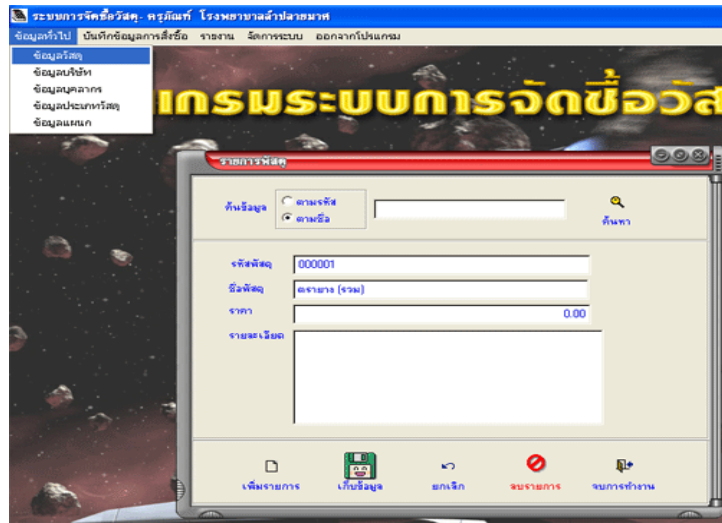 ระบบการจัดซื้อวัสดุ- ครุภัณฑ์ โรงพยาบาลลำปลายมาศ
ข้อมูลทั่วไป บันทึกข้อมูลการสั่งซื้อ รายงาน จัดการระบบ ออกจากโปรแกรม
ข้อมูลวัสดุ
ข้อมูลบริษัท
ข้อมูลบุคลากร
ข้อมูลประเภทวัสดุ
ข้อมูลแผนก
แกรมระบบการจัดซื้อวัส
รายการพัสดุ
ค้นข้อมูล
ตามรหัส
ตามชื่อ
ค้นหา
รหัสพัสดุ 000001
ชื่อพัสดุ ตรายาง (รวม)
ราคา 0.00
รายละเอียด
เพิ่มรายการ เก็บข้อมูล ยกเลิก ลบรายการ จบการทำงาน